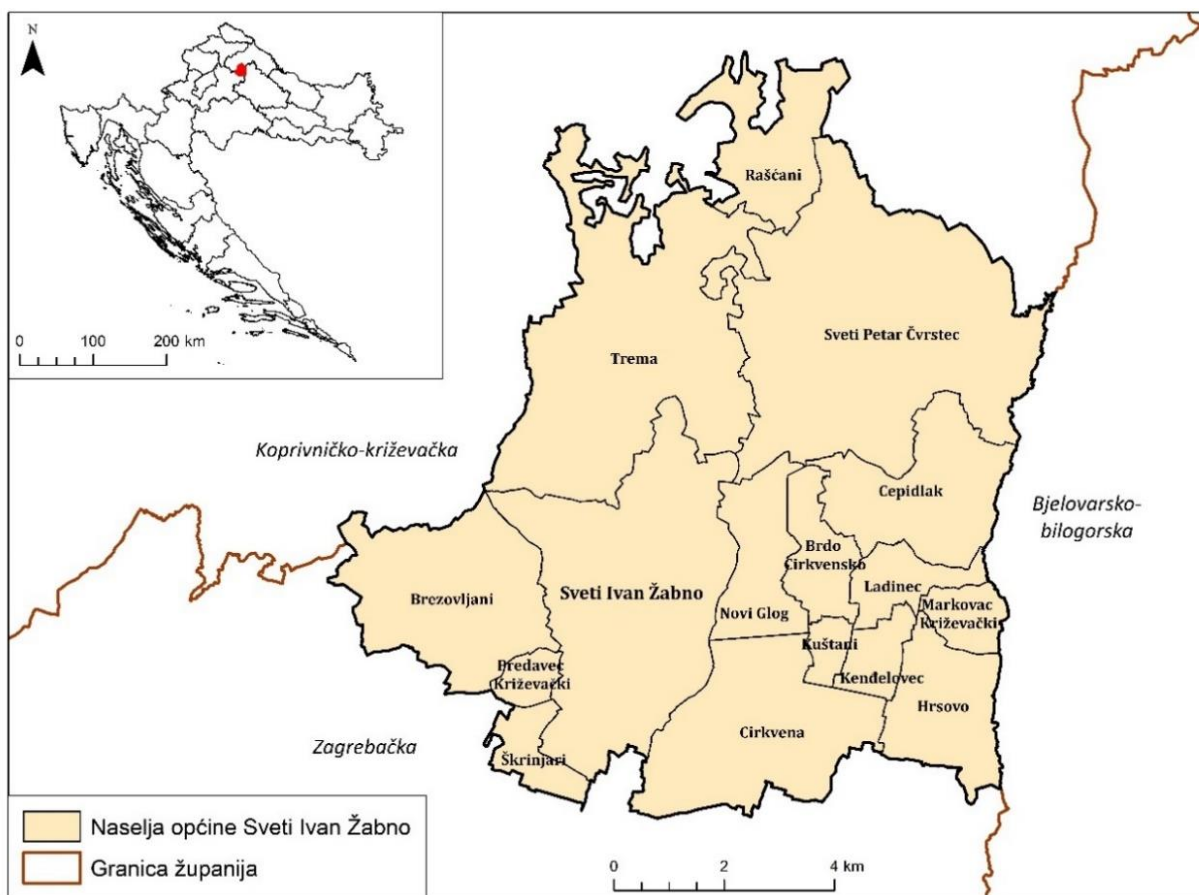 N
0 100 200 km
Rašćani
Sveti Petar Čvrstec
Trema
Koprivničko-križevačka
Cepidlak
Bjelovarsko-
bilogorska
Brdo
Cirkvensko
Ladinec
Sveti Ivan Žabno
Brezovljani
Novi Glog
Markovac
Križevački
Kuštani
Predavec
Križevački
Kenđelovec
Hrsovo
Cirkvena
Zagrebačka
Škrinjari
Naselja općine Sveti Ivan Žabno
Granica županija
0 2 4 km